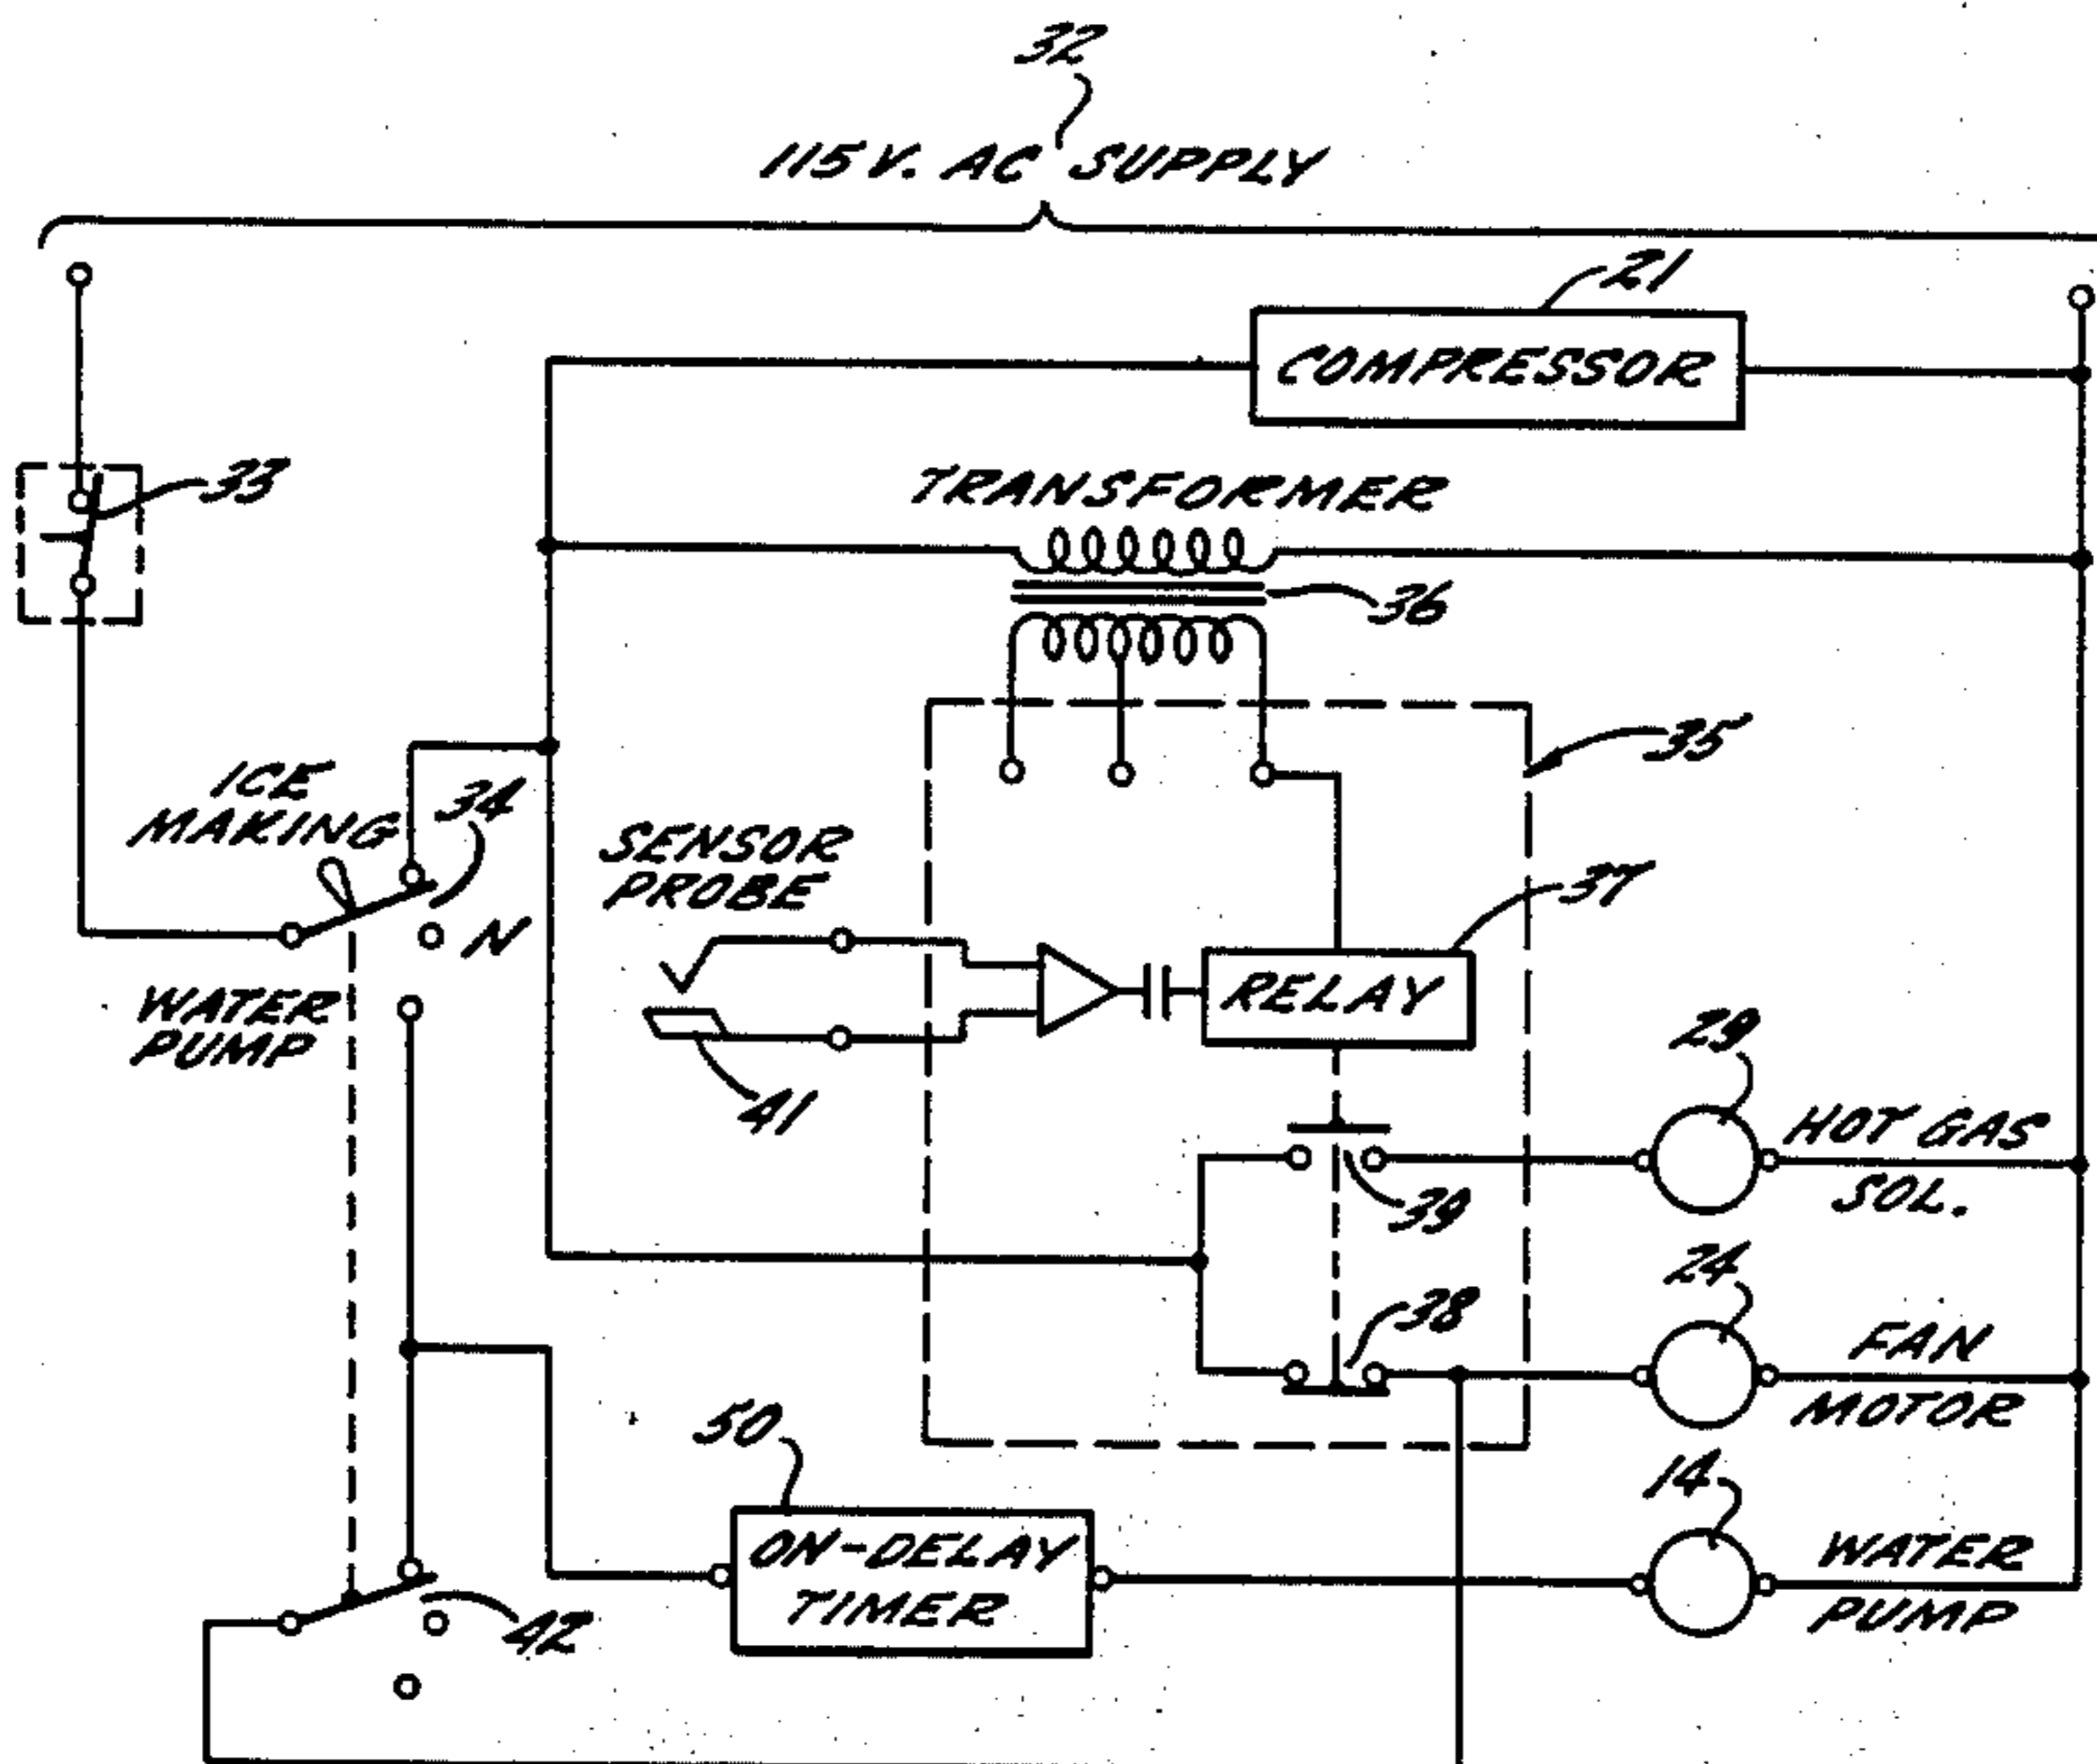 32
115 V. AC SUPPLY
21
COMPRESSOR
33
TRANSFORMER
36
35
ICE
MAKING
34
SENSOR
PROBE
37
N
RELAY
WATER
PUMP
41
29
HOT GAS
SOL.
39
24
38
FAN
MOTOR
50
14
ON-DELAY
TIMER
WATER
PUMP
42